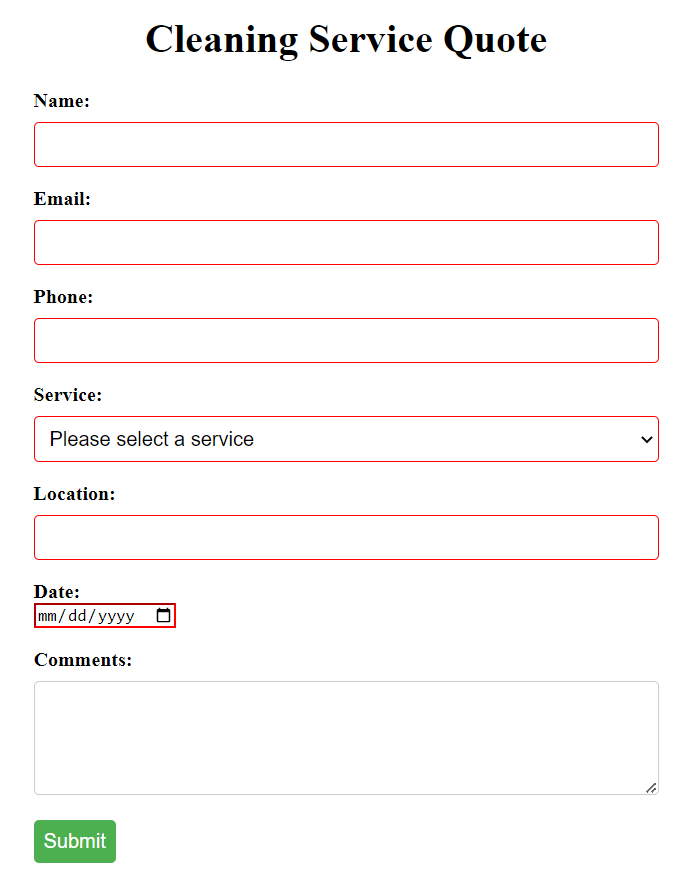 Cleaning Service Quote
Name:
Email:
Phone:
Service:
Please select a service
Location:
Date:
mm/dd/yyyy
Comments:
Submit